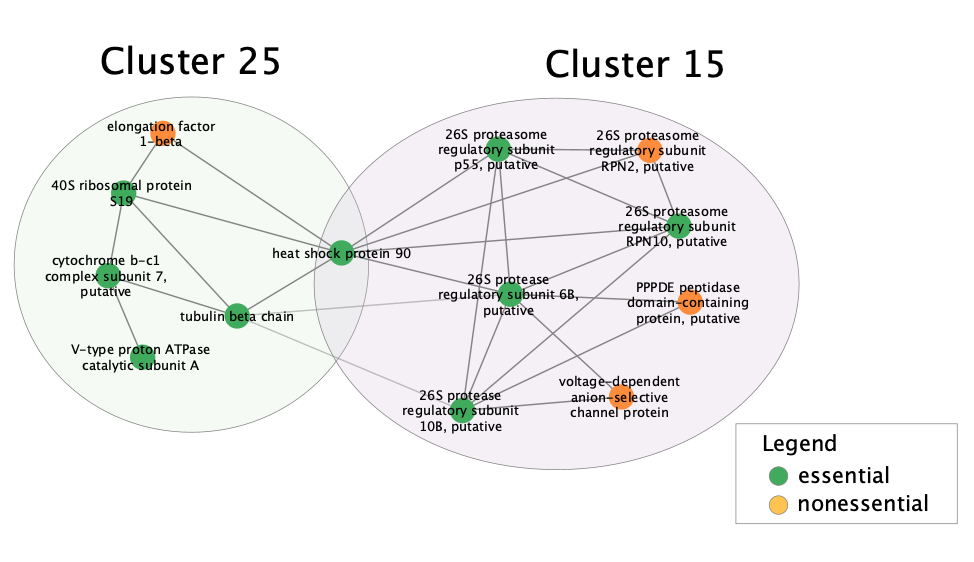 Cluster 25
Cluster 15
elongation factor
1-beta
40S ribosomal protein
S19
cytochrome b-c1
complex subunit 7,
putative
V-type proton ATPase
catalytic subunit A
tubulin beta chain
heat shock protein 90
26S proteasome
regulatory subunit
p55, putative
26S proteasome
regulatory subunit
RPN2, putative
26S proteasome
regulatory subunit
RPN10, putative
26S protease
regulatory subunit 6B,
putative
PPPDE peptidase
domain-containing
protein, putative
26S protease
regulatory subunit
10B, putative
voltage-dependent
anion-selective
channel protein
Legend
essential
nonessential